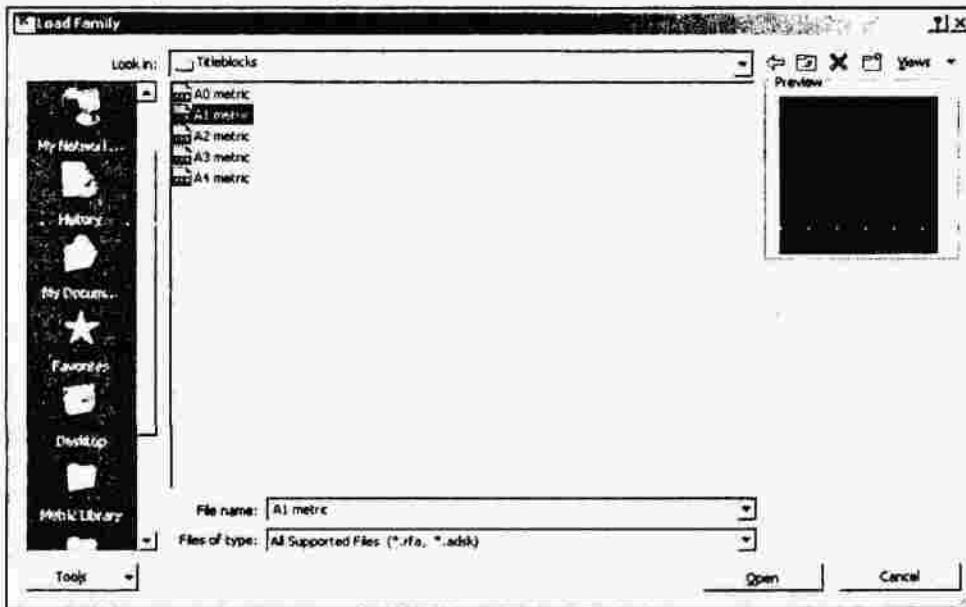 Load Family
Look in:
Titleblocks
Views
Preview
A0 metric
A1 metric
A2 metric
A3 metric
A4 metric
My Networl...
History
My Docum...
Favorites
Desktop
Metric Library
File name:
A1 metric
Files of type:
All Supported Files (*.rfa, *.adsk)
Tools
Open
Cancel